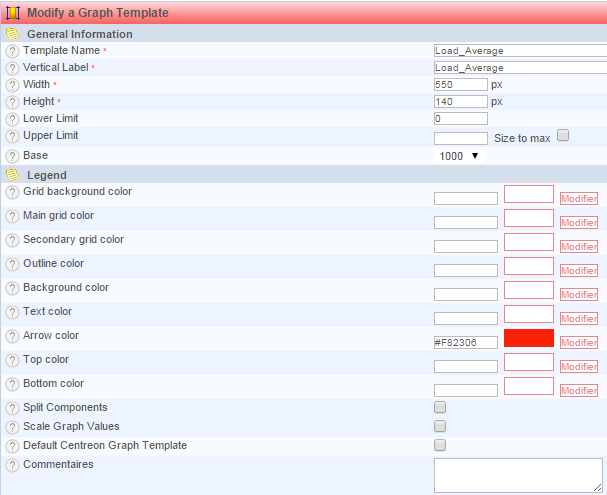 Modify a Graph Template
General Information
? Template Name * Load_Average
? Vertical Label * Load_Average
? Width * 550 px
? Height * 140 px
? Lower Limit 0
? Upper Limit Size to max
? Base 1000
Legend
? Grid background color Modifier
? Main grid color Modifier
? Secondary grid color Modifier
? Outline color Modifier
? Background color Modifier
? Text color Modifier
? Arrow color #F82306 Modifier
? Top color Modifier
? Bottom color Modifier
? Split Components
? Scale Graph Values
? Default Centreon Graph Template
? Commentaires